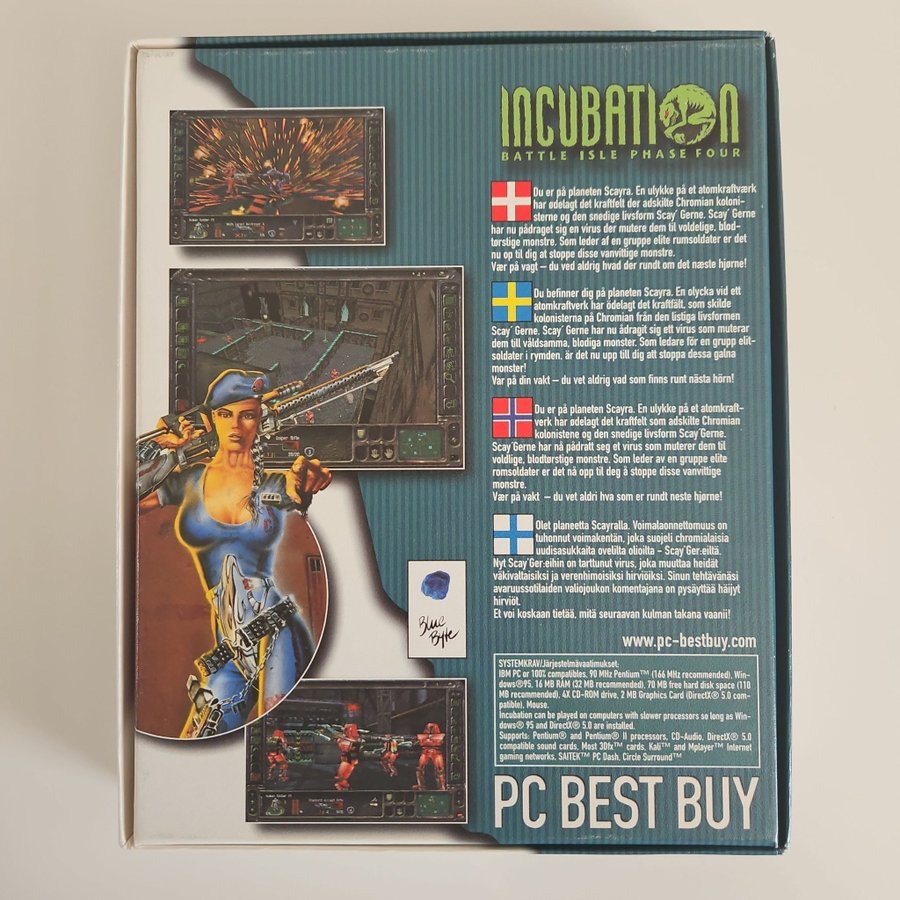 INCUBATION
BATTLE ISLE PHASE FOUR
Du er på planeten Scayra. En ulykke på et atomkraftværk
har ødelagt det kraftfelt der adskilte Chromian koloni-
sterne og den snedige livsform Scay´Gerne. Scay´Gerne
har nu pådraget sig en virus der mutere dem til voldelige, blod-
tørstige monstre. Som leder af en gruppe elite rumsoldater er det
nu op til dig at stoppe disse vanvittige monstre.
Vær på vagt – du ved aldrig hvad der rundt om det næste hjørne!
Du befinner dig på planeten Scayra. En olycka vid ett
atomkraftverk har ödelagt det kraftfält, som skilde
kolonisterna på Chromian från den listiga livsformen
Scay´Gerne. Scay´Gerne har nu ådragit sig ett virus som muterar
dem till våldsamma, blodiga monster. Som ledare för en grupp elit-
soldater i rymden. är det nu upp till dig att stoppa dessa galna
monster!
Var på din vakt – du vet aldrig vad som finns runt nästa hörn!
Du er på planeten Scayra. En ulykke på et atomkraft-
verk har ødelagt det kraftfelt som adskilte Chromian
kolonistene og den snedige livsform Scay´Gerne.
Scay´Gerne har nå pådratt seg et virus som muterer dem til
voldlige, blodtørstige monstre. Som leder av en gruppe elite
romsoldater er det nå opp til deg å stoppe disse vanvittige
monstre.
Vær på vakt – du vet aldri hva som er rundt neste hjørne!
Olet planeetta Scayralla. Voimalaonnettomuus on
tuhonnut voimakentän, joka suojeli chromialaisia
uudisasukkaita ovelilta olioilta - Scay´Ger:eiltä.
Nyt Scay´Ger:eihin on tarttunut virus, joka muuttaa heidät
väkivaltaisiksi ja verenhimoisiksi hirviöiksi. Sinun tehtävänäsi
avaruussotilaiden valiojoukon komentajana on pysäyttää häijyt
hirviöt.
Et voi koskaan tietää, mitä seuraavan kulman takana vaanii!
Blue
Byte
www.pc-bestbuy.com
SYSTEMKRAV/Järjestelmävaatimukset:
IBM PC or 100% compatibles, 90 MHz Pentium™ (166 MHz recommended), Win-
dows®95, 16 MB RAM (32 MB recommended), 70 MB free hard disk space (110
MB recommended), 4X CD-ROM drive, 2 MB Graphics Card (DirectX® 5.0 com-
patible), Mouse.
Incubation can be played on computers with slower processors so long as Win-
dows® 95 and DirectX® 5.0 are installed.
Supports: Pentium® and Pentium® II processors, CD-Audio, DirectX® 5.0
compatible sound cards, Most 3Dfx™ cards, Kali™ and Mplayer™ Internet
gaming networks, SAITEK™ PC Dash, Circle Surround™
PC BEST BUY